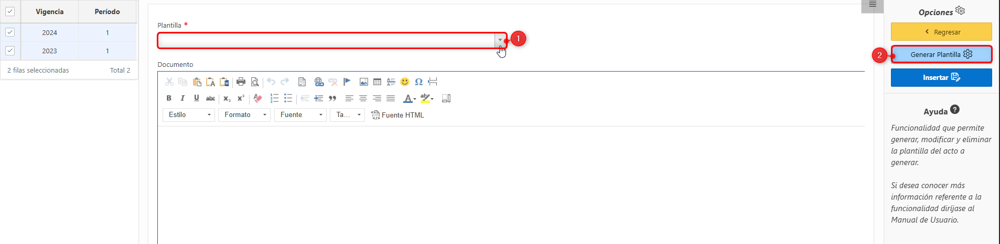 Vigencia Período
2024 1
2023 1
2 filas seleccionadas Total 2
Plantilla *
1
Documento
B I U abc x₂ x²
A
Estilo Formato Fuente Ta... Fuente HTML
Opciones
Regresar
2 Generar Plantilla
Insertar
Ayuda ?
Funcionalidad que permite
generar, modificar y eliminar
la plantilla del acto a
generar.
Si desea conocer más
información referente a la
funcionalidad diríjase al
Manual de Usuario.